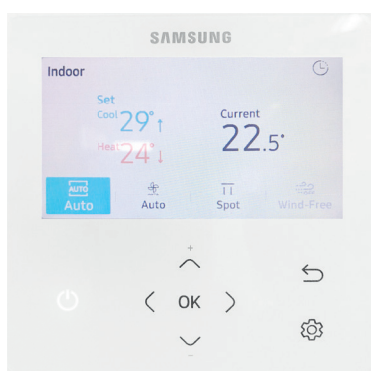 SAMSUNG
Indoor
Set
Cool 29° Current
Heat 24° 22.5°
AUTO
Auto Auto Spot Wind-Free
+
OK
-